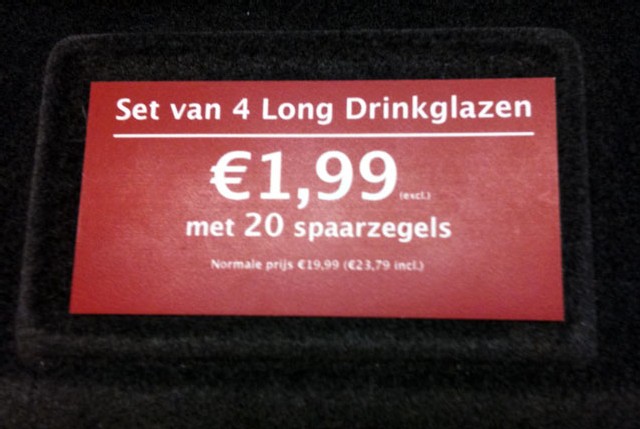 Set van 4 Long Drinkglazen
€1,99 (excl.)
met 20 spaarzegels
Normale prijs €19,99 (€23,79 incl.)